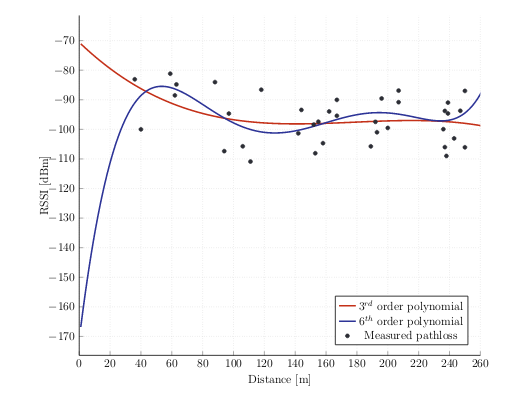 −70
−80
−90
−100
−110
−120
−130
−140
−150
−160
−170
RSSI [dBm]
0 20 40 60 80 100 120 140 160 180 200 220 240 260
Distance [m]
3rd order polynomial
6th order polynomial
Measured pathloss